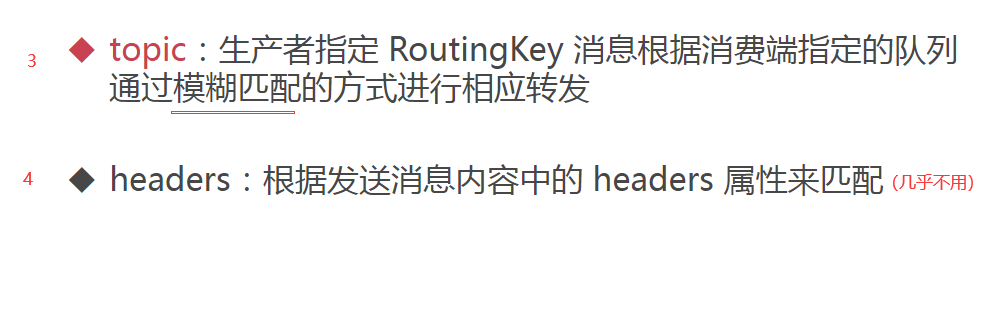 3 ◆ topic：生产者指定 RoutingKey 消息根据消费端指定的队列
通过模糊匹配的方式进行相应转发
4 ◆ headers：根据发送消息内容中的 headers 属性来匹配 (几乎不用)